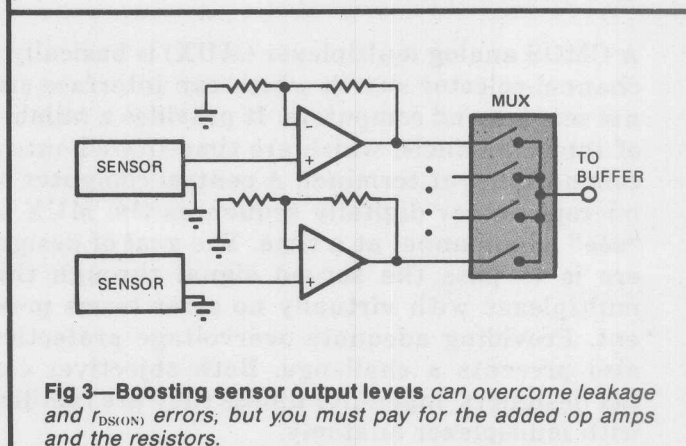 MUX
-
+
SENSOR
TO
BUFFER
-
+
SENSOR
Fig 3—Boosting sensor output levels can overcome leakage
and rDS(ON) errors; but you must pay for the added op amps
and the resistors.